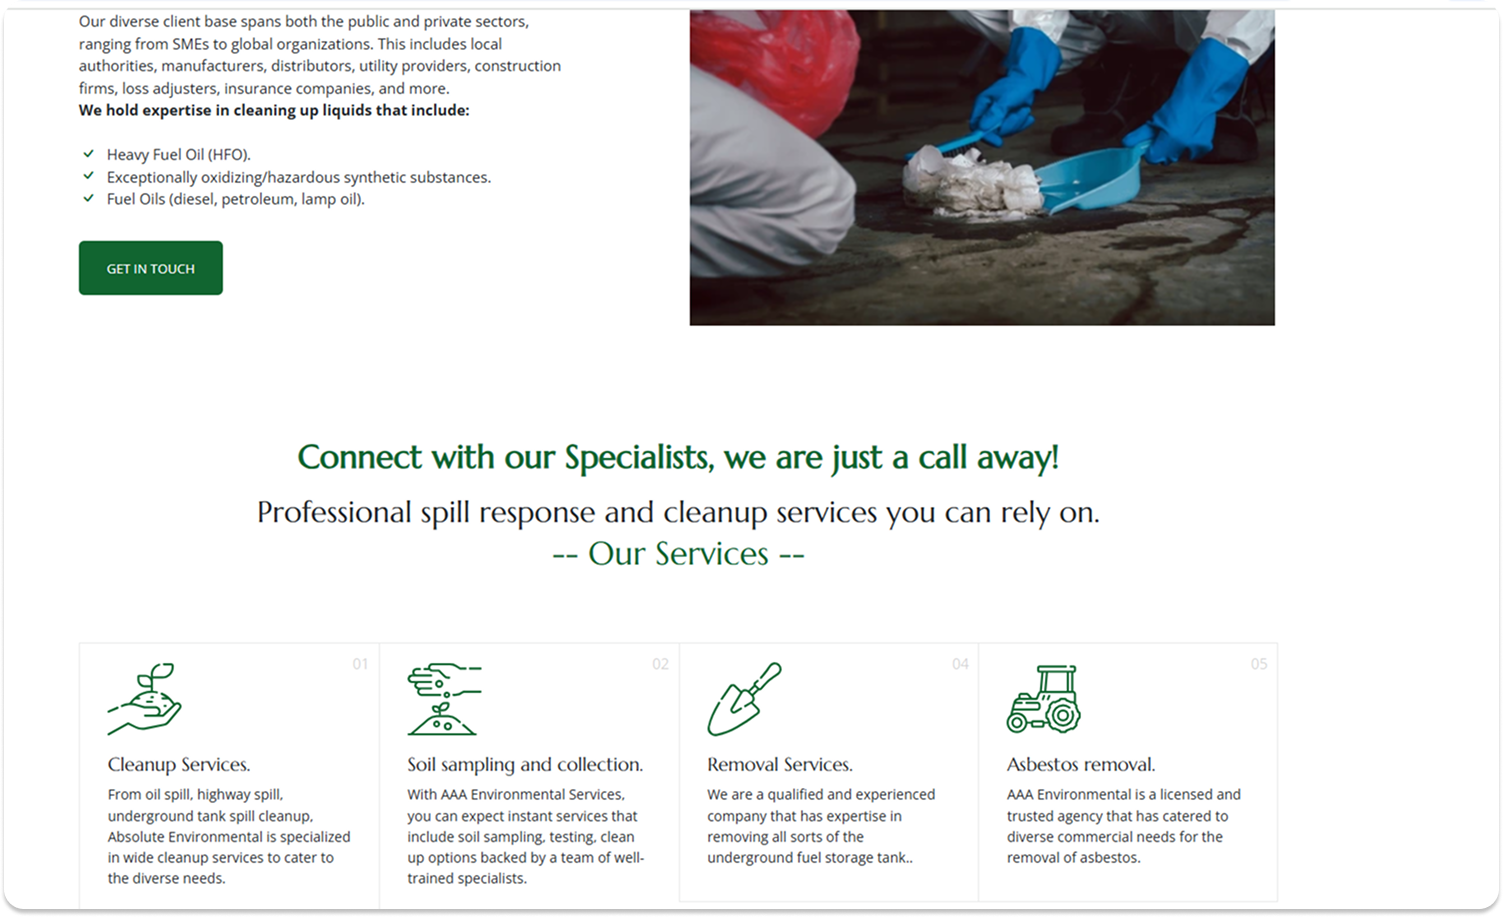 Our diverse client base spans both the public and private sectors,
ranging from SMEs to global organizations. This includes local
authorities, manufacturers, distributors, utility providers, construction
firms, loss adjusters, insurance companies, and more.
We hold expertise in cleaning up liquids that include:
Heavy Fuel Oil (HFO).
Exceptionally oxidizing/hazardous synthetic substances.
Fuel Oils (diesel, petroleum, lamp oil).
GET IN TOUCH
Connect with our Specialists, we are just a call away!
Professional spill response and cleanup services you can rely on.
-- Our Services --
01
Cleanup Services.
From oil spill, highway spill,
underground tank spill cleanup,
Absolute Environmental is specialized
in wide cleanup services to cater to
the diverse needs.
02
Soil sampling and collection.
With AAA Environmental Services,
you can expect instant services that
include soil sampling, testing, clean
up options backed by a team of well-
trained specialists.
04
Removal Services.
We are a qualified and experienced
company that has expertise in
removing all sorts of the
underground fuel storage tank..
05
Asbestos removal.
AAA Environmental is a licensed and
trusted agency that has catered to
diverse commercial needs for the
removal of asbestos.